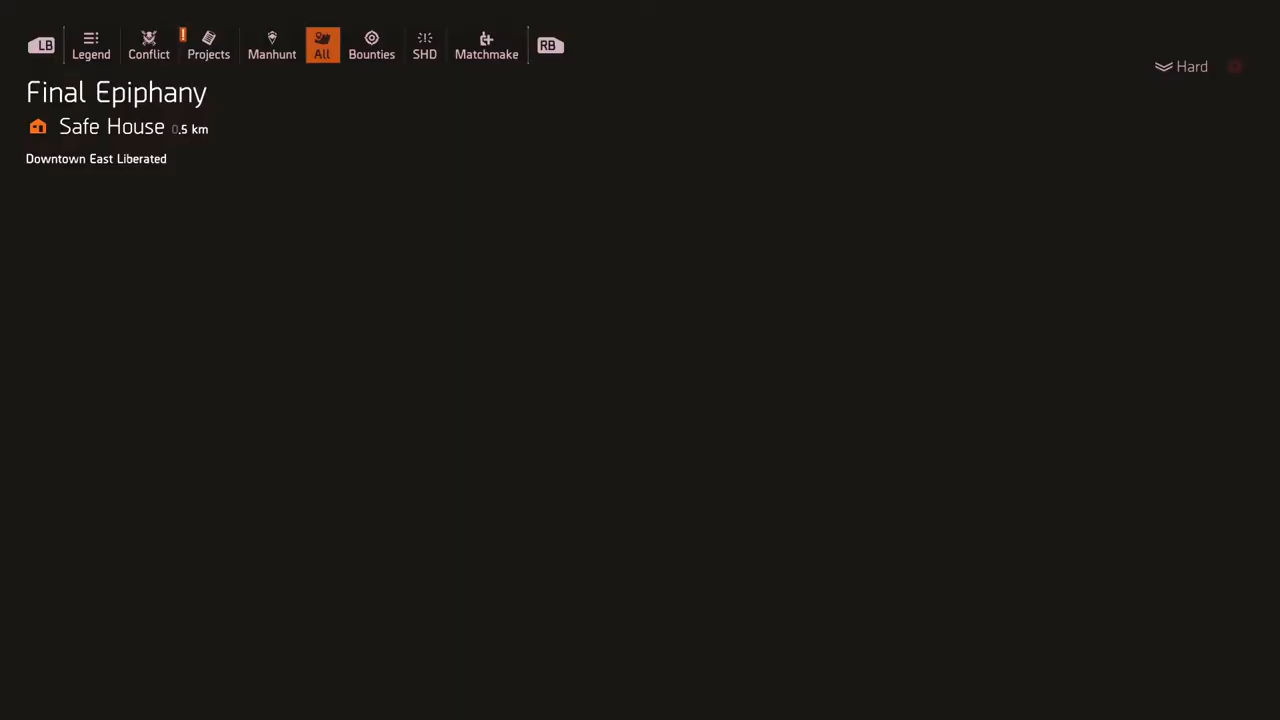 LB Legend Conflict ! Projects Manhunt All Bounties SHD Matchmake RB
Hard
Final Epiphany
Safe House 0.5 km
Downtown East Liberated